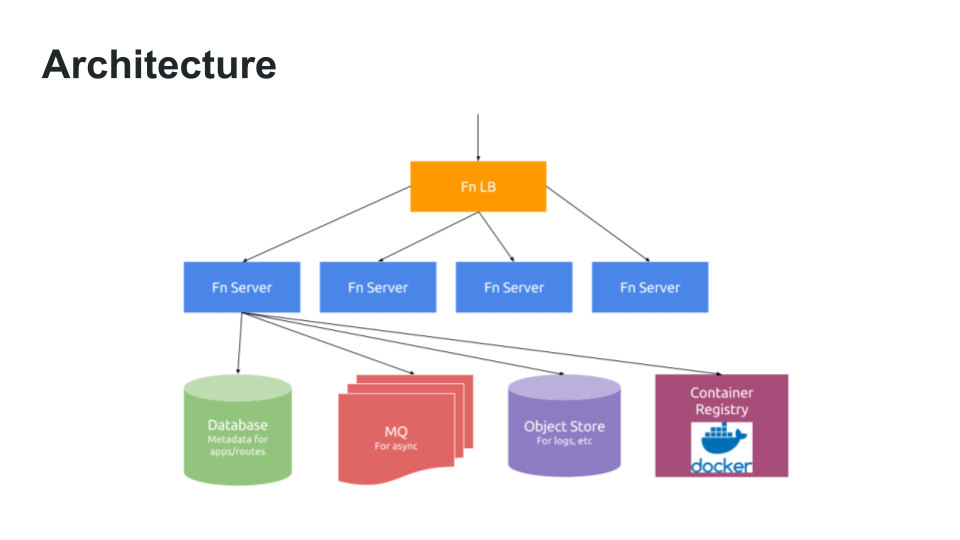 Architecture
Fn LB
Fn Server
Fn Server
Fn Server
Fn Server
Database
Metadata for
apps/routes
MQ
For async
Object Store
For logs, etc
Container
Registry
docker